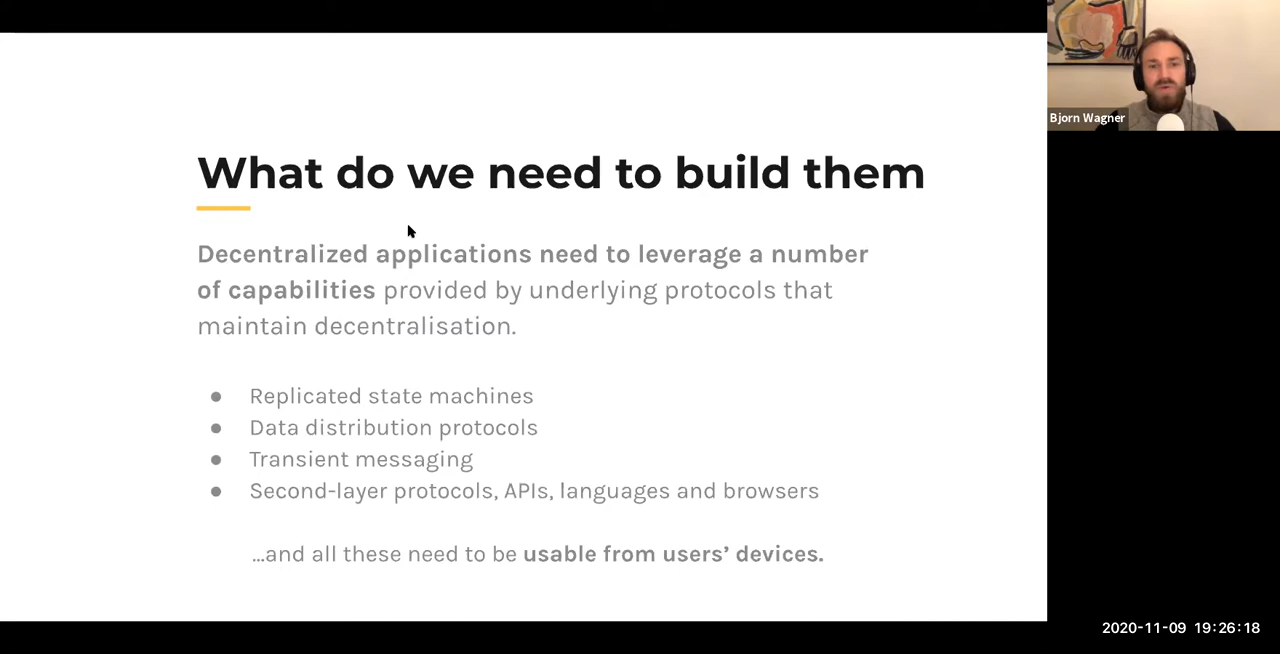 What do we need to build them
Decentralized applications need to leverage a number
of capabilities provided by underlying protocols that
maintain decentralisation.
● Replicated state machines
● Data distribution protocols
● Transient messaging
● Second-layer protocols, APIs, languages and browsers
...and all these need to be usable from users’ devices.
Bjorn Wagner
2020-11-09 19:26:18